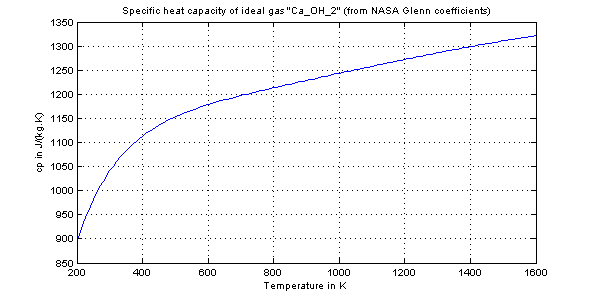 Specific heat capacity of ideal gas "Ca_OH_2" (from NASA Glenn coefficients)
1350
1300
1250
1200
1150
1100
1050
1000
950
900
850
cp in J/(kg.K)
200 400 600 800 1000 1200 1400 1600
Temperature in K